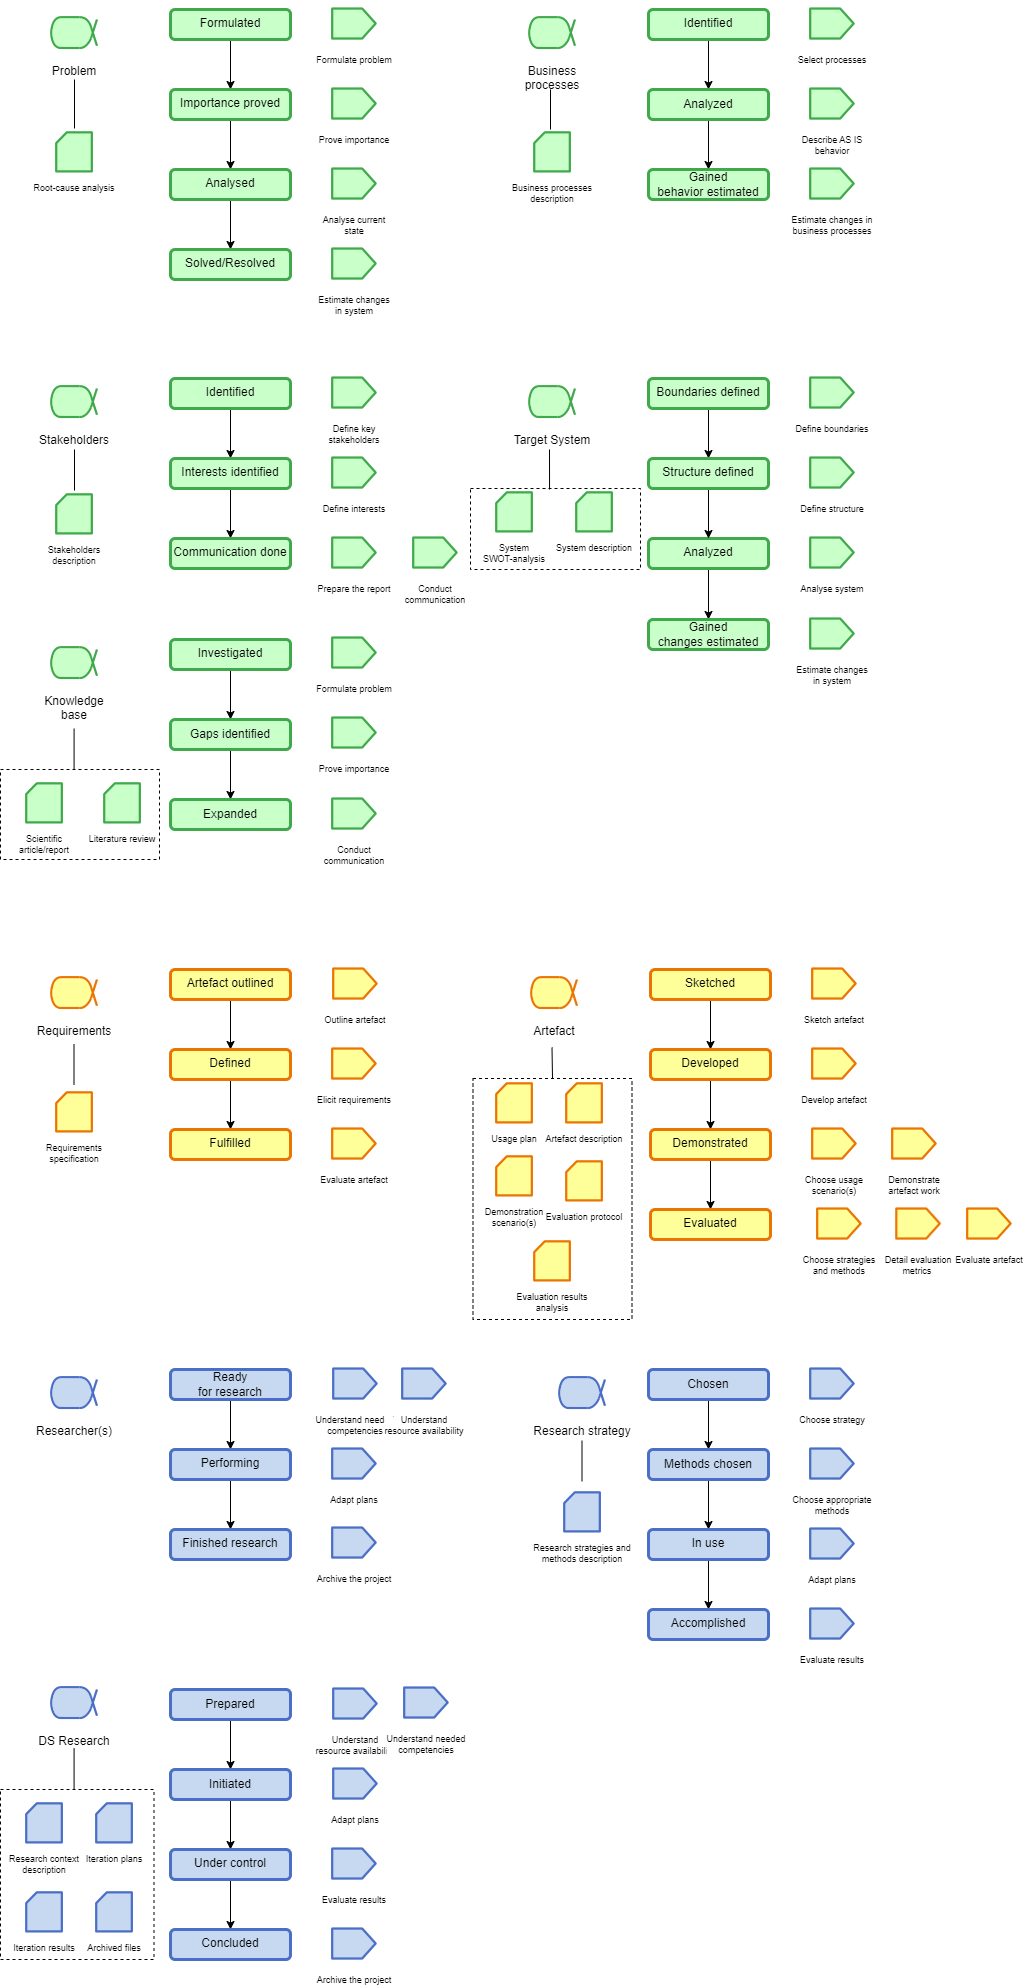 Problem
Root-cause analysis
Formulated
Formulate problem
Importance proved
Prove importance
Analysed
Analyse current
state
Solved/Resolved
Estimate changes
in system
Business
processes
Business processes
description
Identified
Select processes
Analyzed
Describe AS IS
behavior
Gained
behavior estimated
Estimate changes in
business processes
Stakeholders
Stakeholders
description
Identified
Define key
stakeholders
Interests identified
Define interests
Communication done
Prepare the report
Conduct
communication
Target System
System
SWOT-analysis
System description
Boundaries defined
Define boundaries
Structure defined
Define structure
Analyzed
Analyse system
Gained
changes estimated
Estimate changes
in system
Knowledge
base
Scientific
article/report
Literature review
Investigated
Formulate problem
Gaps identified
Prove importance
Expanded
Conduct
communication
Requirements
Requirements
specification
Artefact outlined
Outline artefact
Defined
Elicit requirements
Fulfilled
Evaluate artefact
Artefact
Usage plan
Artefact description
Demonstration
scenario(s)
Evaluation protocol
Evaluation results
analysis
Sketched
Sketch artefact
Developed
Develop artefact
Demonstrated
Choose usage
scenario(s)
Demonstrate
artefact work
Evaluated
Choose strategies
and methods
Detail evaluation
metrics
Evaluate artefact
Researcher(s)
Ready
for research
Understand need
competencies
Understand
resource availability
Performing
Adapt plans
Finished research
Archive the project
Research strategy
Research strategies and
methods description
Chosen
Choose strategy
Methods chosen
Choose appropriate
methods
In use
Adapt plans
Accomplished
Evaluate results
DS Research
Research context
description
Iteration plans
Iteration results
Archived files
Prepared
Understand
resource availabili
Understand needed
competencies
Initiated
Adapt plans
Under control
Evaluate results
Concluded
Archive the project